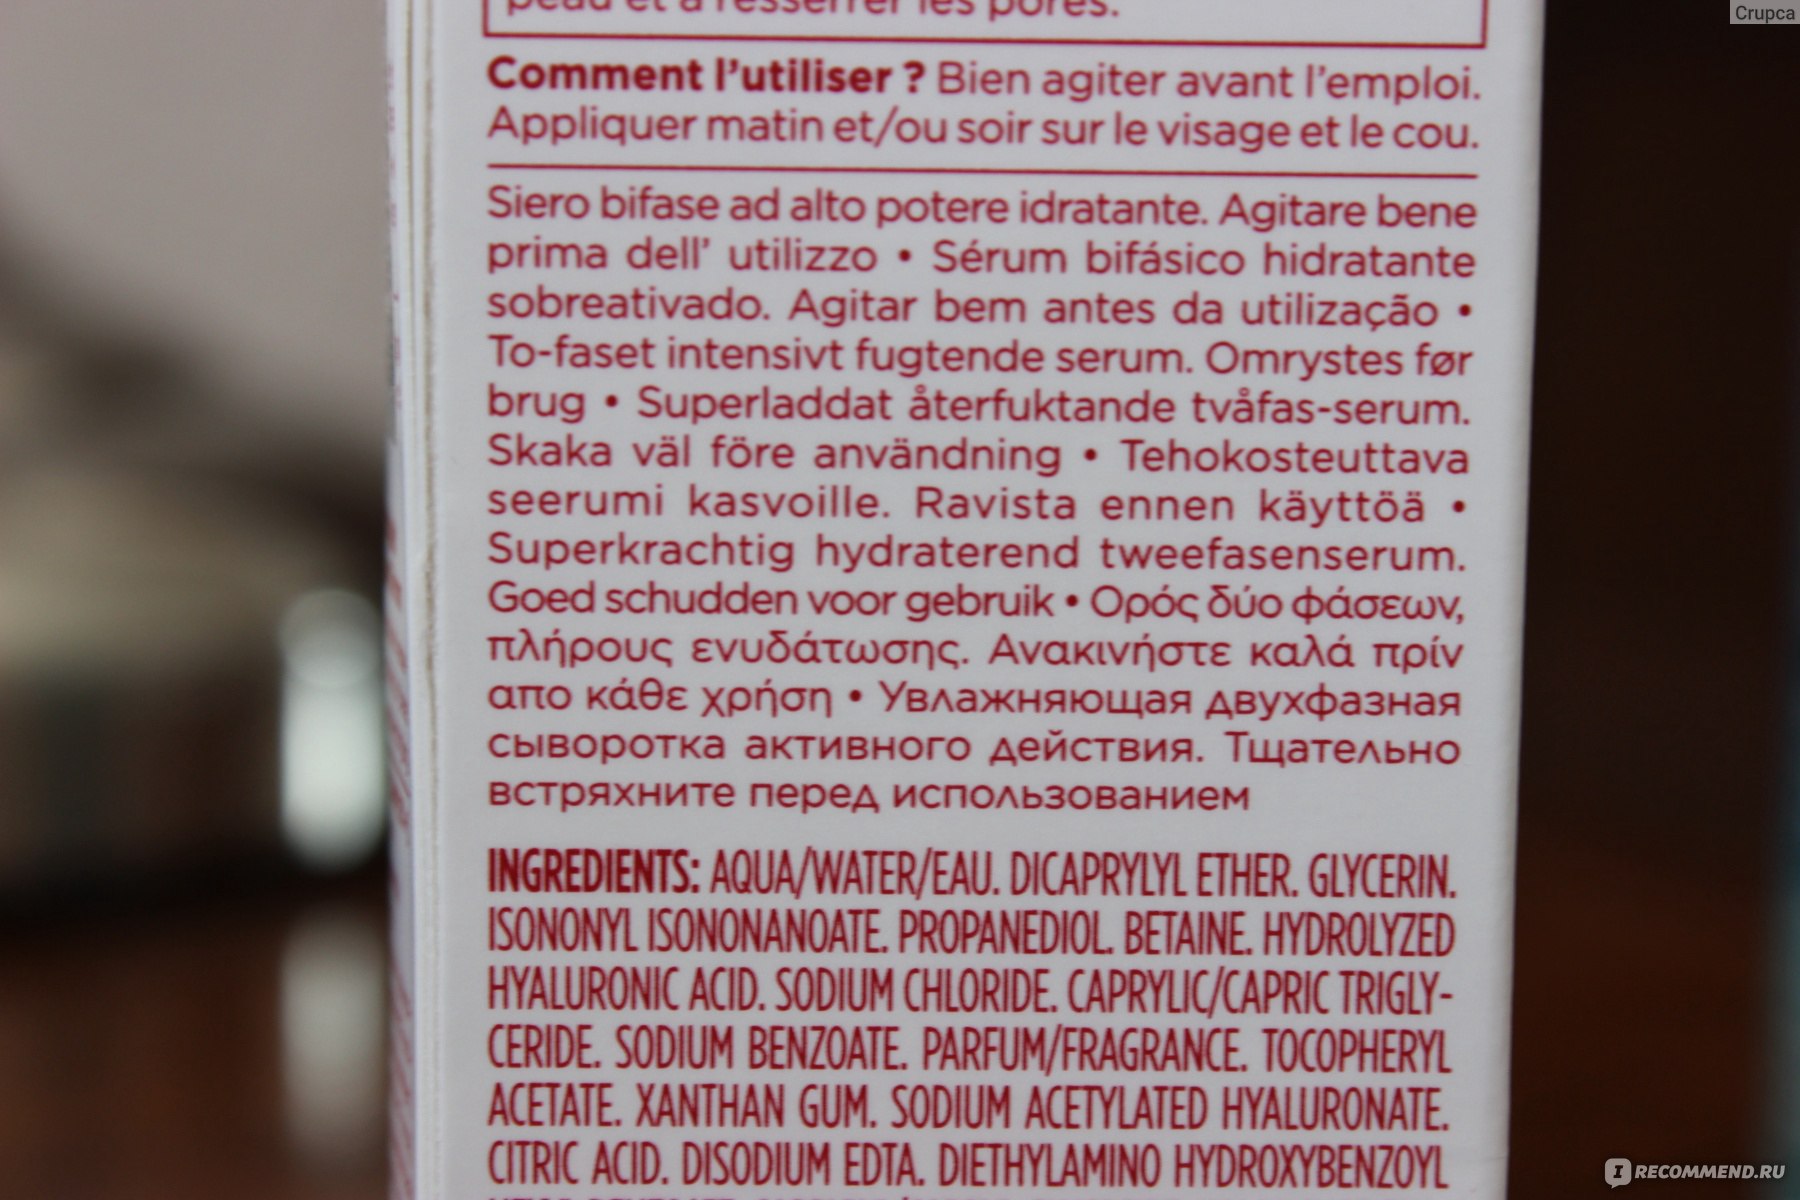 Crupca
peau et à resserrer les pores.
Comment l'utiliser ? Bien agiter avant l'emploi.
Appliquer matin et/ou soir sur le visage et le cou.
Siero bifase ad alto potere idratante. Agitare bene
prima dell' utilizzo • Sérum bifásico hidratante
sobreativado. Agitar bem antes da utilização •
To-faset intensivt fugtende serum. Omrystes før
brug • Superladdat återfuktande tvåfas-serum.
Skaka väl före användning • Tehokosteuttava
seerumi kasvoille. Ravista ennen käyttöä •
Superkrachtig hydraterend tweefasenserum.
Goed schudden voor gebruik • Ορός δύο φάσεων,
πλήρους ενυδάτωσης. Ανακινήστε καλά πρίν
απο κάθε χρήση • Увлажняющая двухфазная
сыворотка активного действия. Тщательно
встряхните перед использованием
INGREDIENTS: AQUA/WATER/EAU. DICAPRYLYL ETHER. GLYCERIN.
ISONONYL ISONONANOATE. PROPANEDIOL. BETAINE. HYDROLYZED
HYALURONIC ACID. SODIUM CHLORIDE. CAPRYLIC/CAPRIC TRIGLY-
CERIDE. SODIUM BENZOATE. PARFUM/FRAGRANCE. TOCOPHERYL
ACETATE. XANTHAN GUM. SODIUM ACETYLATED HYALURONATE.
CITRIC ACID. DISODIUM EDTA. DIETHYLAMINO HYDROXYBENZOYL
IRECOMMEND.RU